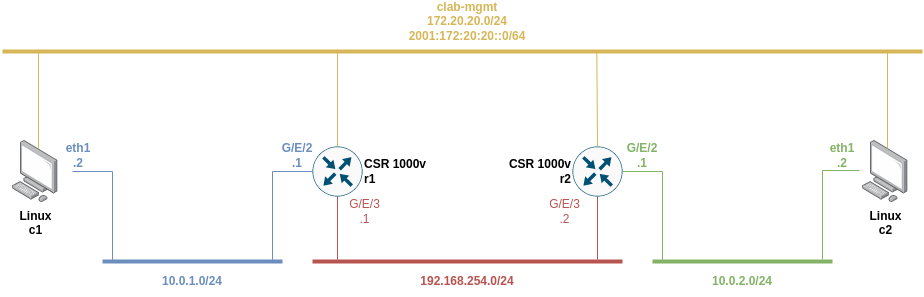 clab-mgmt
172.20.20.0/24
2001:172:20:20::0/64
eth1
.2
G/E/2
.1
CSR 1000v
r1
CSR 1000v
r2
G/E/2
.1
eth1
.2
Linux
c1
G/E/3
.1
G/E/3
.2
Linux
c2
10.0.1.0/24
192.168.254.0/24
10.0.2.0/24